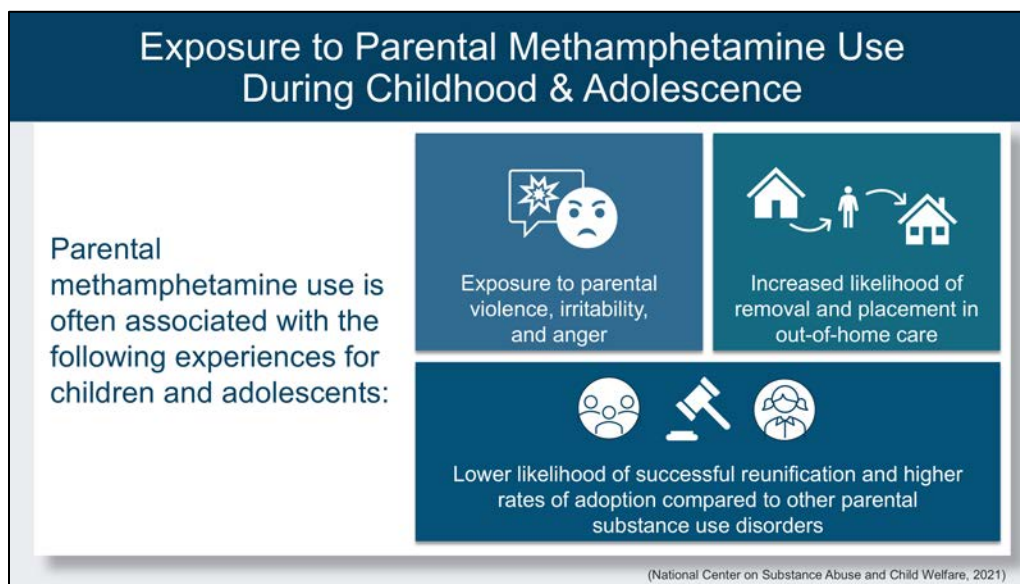 Exposure to Parental Methamphetamine Use
During Childhood & Adolescence
Parental
methamphetamine use is
often associated with the
following experiences for
children and adolescents:
Exposure to parental
violence, irritability,
and anger
Increased likelihood of
removal and placement in
out-of-home care
Lower likelihood of successful reunification and higher
rates of adoption compared to other parental
substance use disorders
(National Center on Substance Abuse and Child Welfare, 2021)